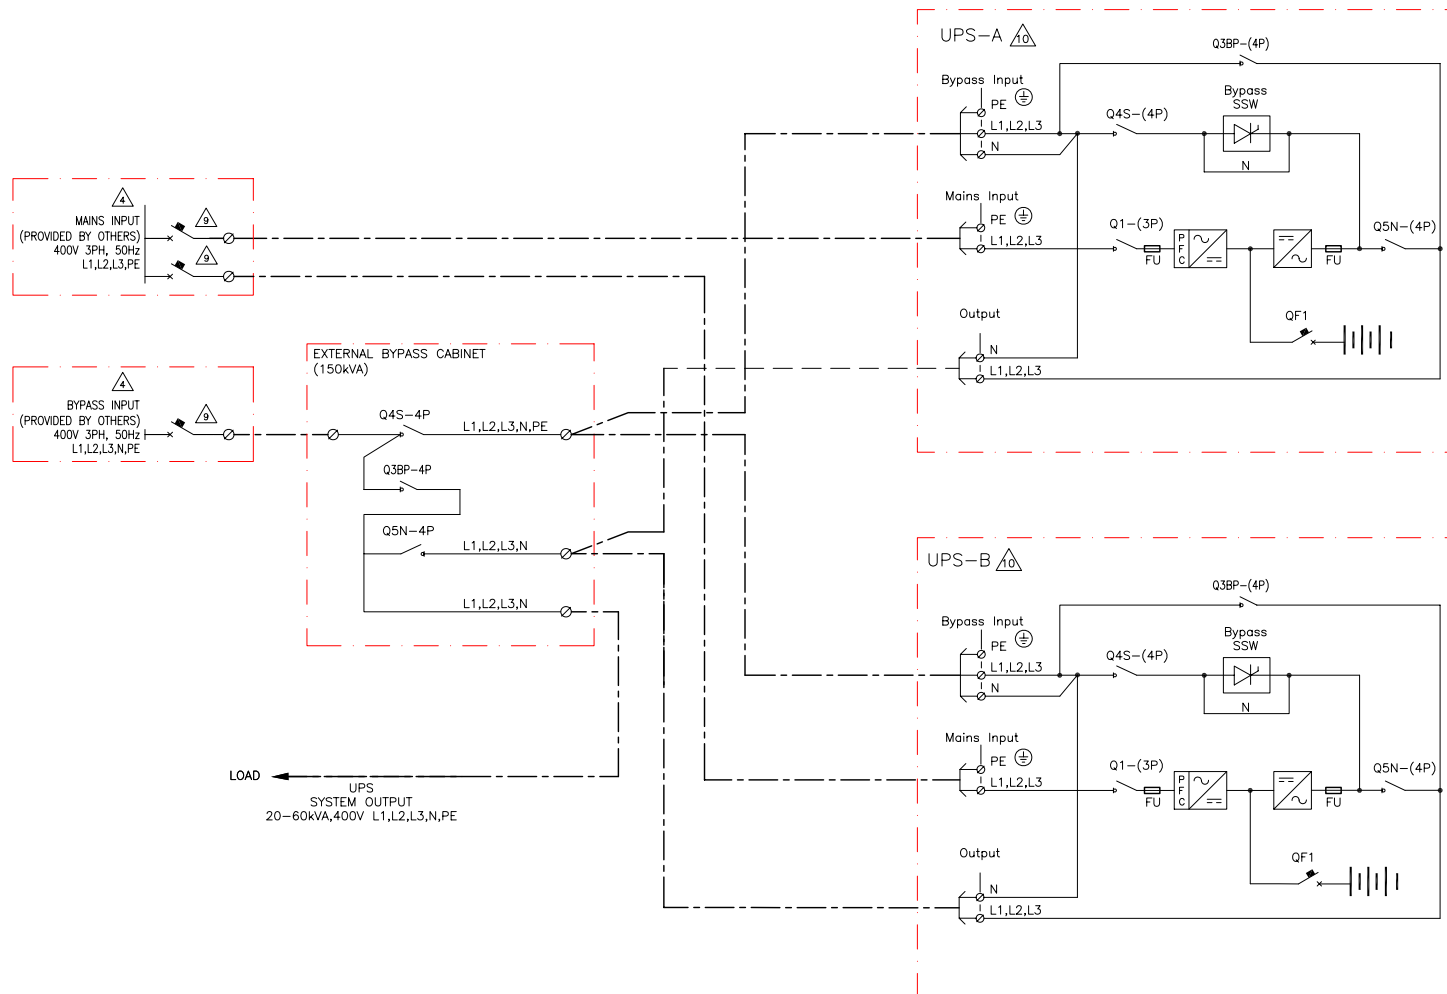 4
MAINS INPUT
(PROVIDED BY OTHERS)
400V 3PH, 50Hz
L1,L2,L3,PE
9
9
4
BYPASS INPUT
(PROVIDED BY OTHERS)
400V 3PH, 50Hz
L1,L2,L3,N,PE
9
EXTERNAL BYPASS CABINET
(150kVA)
Q4S-4P
L1,L2,L3,N,PE
Q3BP-4P
Q5N-4P
L1,L2,L3,N
L1,L2,L3,N
LOAD
UPS
SYSTEM OUTPUT
20-60kVA,400V L1,L2,L3,N,PE
UPS-A
10
Q3BP-(4P)
Bypass Input
PE
L1,L2,L3
N
Q4S-(4P)
Bypass
SSW
N
Mains Input
PE
L1,L2,L3
Q1-(3P)
FU
P
F
C
FU
Q5N-(4P)
QF1
Output
N
L1,L2,L3
UPS-B
10
Q3BP-(4P)
Bypass Input
PE
L1,L2,L3
N
Q4S-(4P)
Bypass
SSW
N
Mains Input
PE
L1,L2,L3
Q1-(3P)
FU
P
F
C
FU
Q5N-(4P)
QF1
Output
N
L1,L2,L3